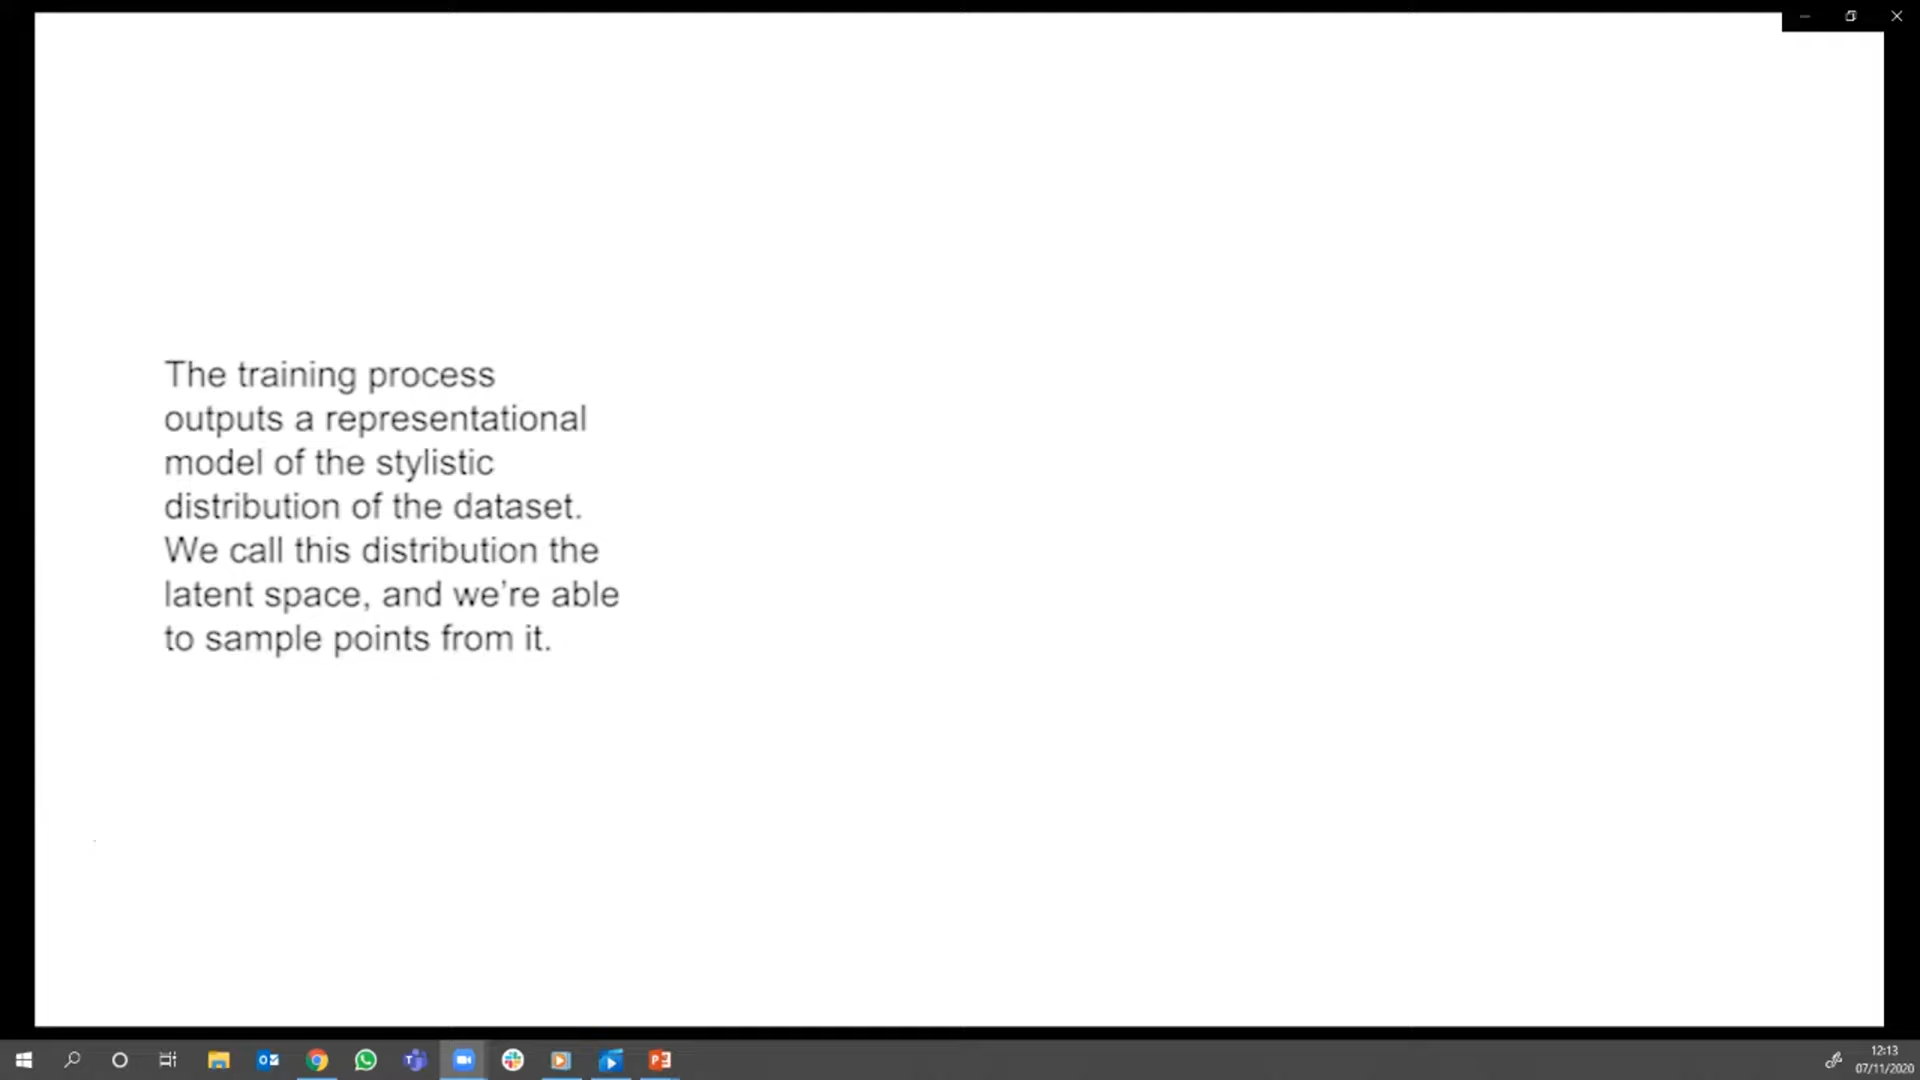 The training process
outputs a representational
model of the stylistic
distribution of the dataset.
We call this distribution the
latent space, and we’re able
to sample points from it.
12:13
07/11/2020